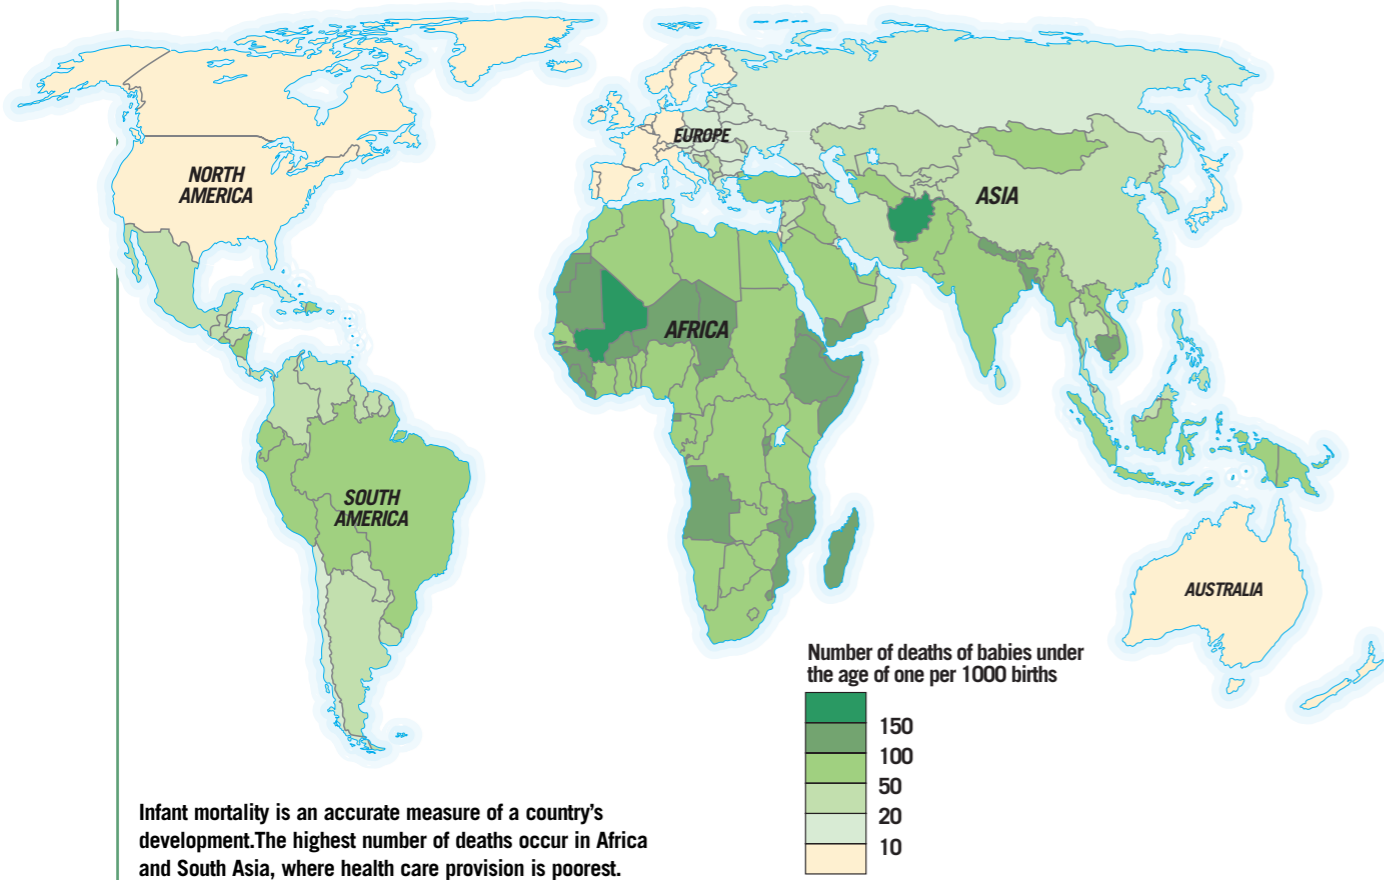 NORTH
AMERICA
EUROPE
ASIA
AFRICA
SOUTH
AMERICA
AUSTRALIA
Number of deaths of babies under
the age of one per 1000 births
150
100
50
20
10
Infant mortality is an accurate measure of a country's
development.The highest number of deaths occur in Africa
and South Asia, where health care provision is poorest.